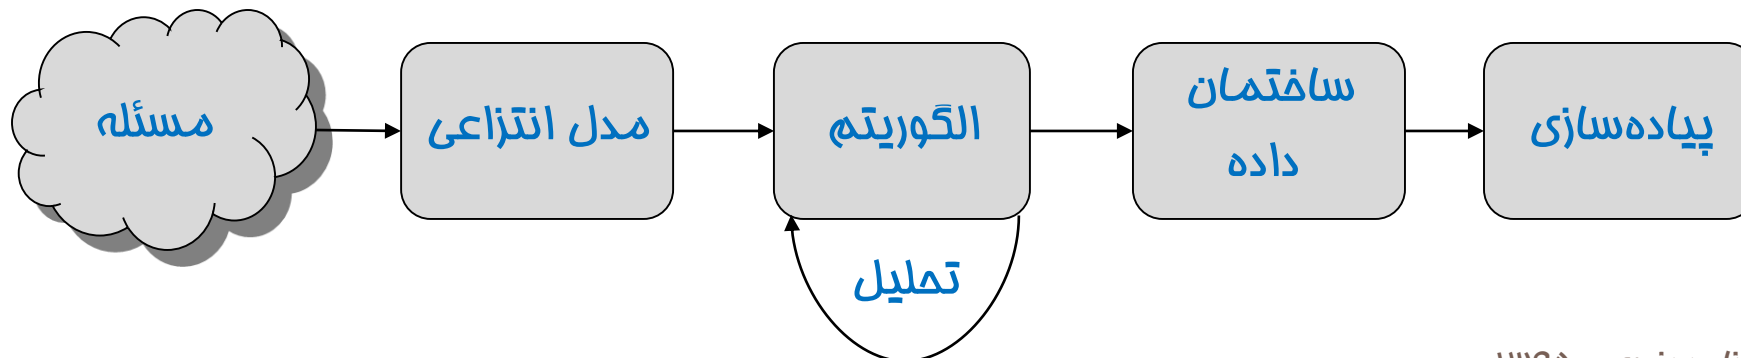 مسئله
مدل انتزاعی
الگوریتم
ساختمان
داده
پیاده‌سازی
تحلیل